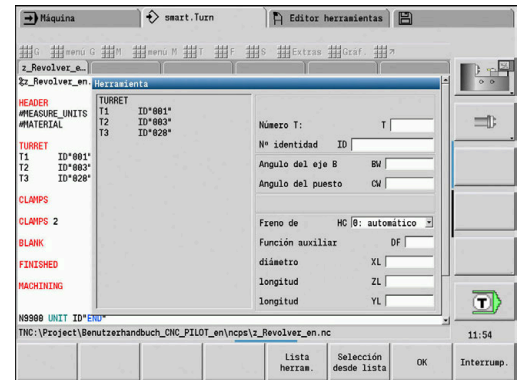 Máquina
smart.Turn
Editor herramientas
G menu G M menu M T F S Extras Graf.
z_Revolver_e…
%z_Revolver_en.
Herramienta
HEADER
#MEASURE_UNITS
#MATERIAL
TURRET
T1 ID"001"
T2 ID"003"
T3 ID"028"
CLAMPS
CLAMPS 2
BLANK
FINISHED
MACHINING
N9900 UNIT ID"END"
TURRET
T1 ID"001"
T2 ID"003"
T3 ID"028"
Número T: T
Nº identidad ID
Angulo del eje B BW
Angulo del puesto CW
Freno de HC 0: automático
Función auxiliar DF
diámetro XL
longitud ZL
longitud YL
TNC:\Project\Benutzerhandbuch_CNC_PILOT_en\ncps\z_Revolver_en.nc
T
11:54
Lista herram.
Selección desde lista
OK
Interrump.